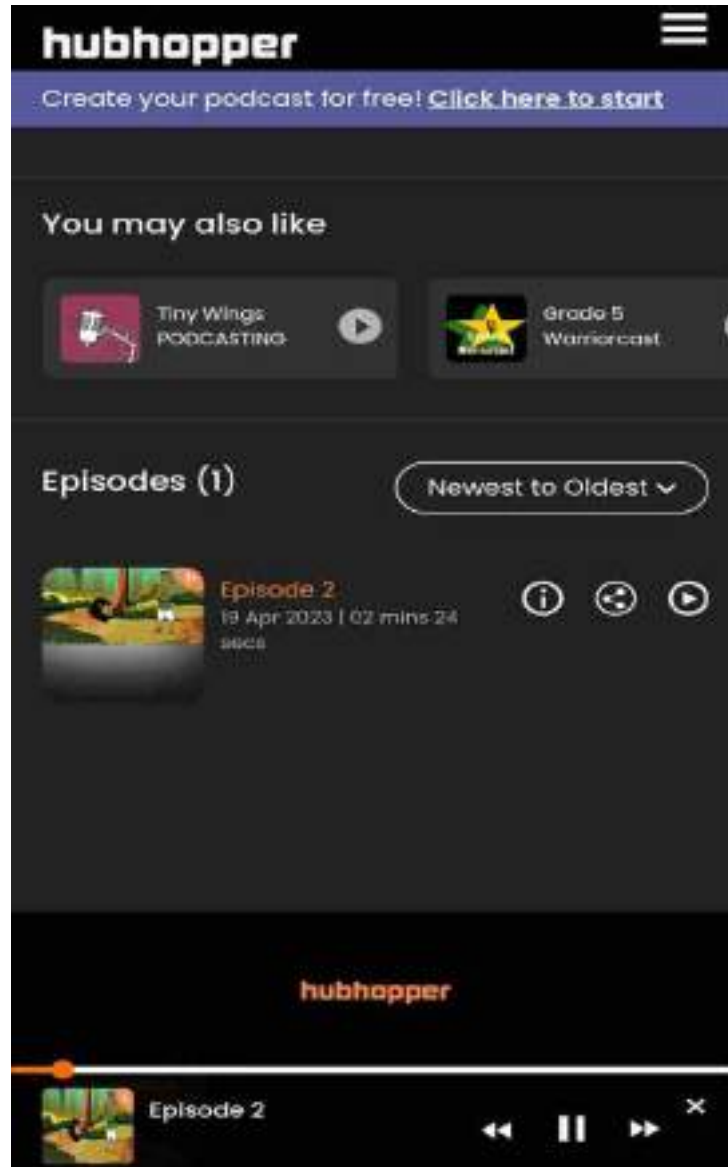 hubhopper
Create your podcast for free! Click here to start
You may also like
Tiny Wings
PODCASTING
Grade 5
Warriorcast
Episodes (1)
Newest to Oldest
Episode 2
19 Apr 2023 | 02 mins 24
secs
hubhopper
Episode 2